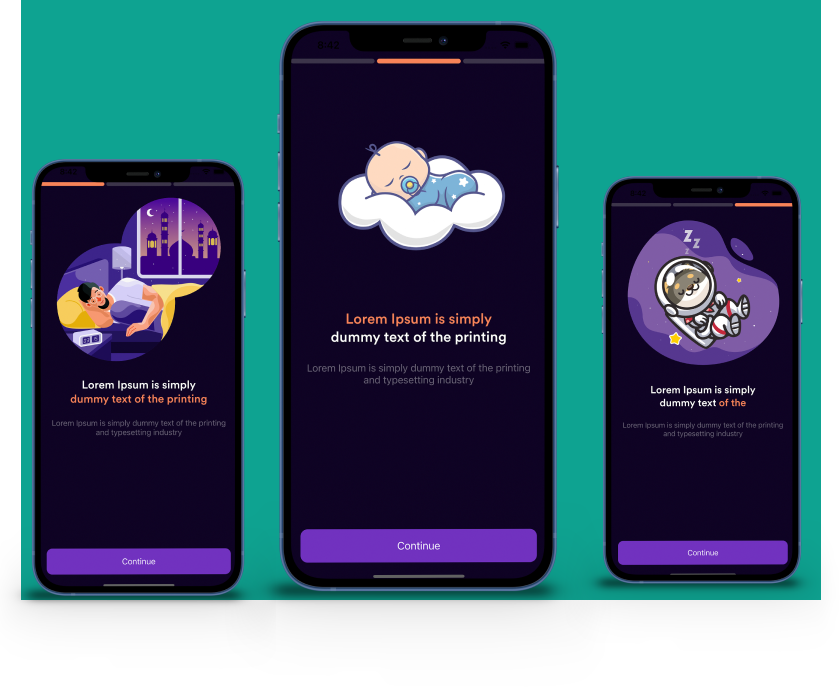 Lorem Ipsum is simply
dummy text of the printing
Lorem Ipsum is simply dummy text of the printing
and typesetting industry
Continue
9:42
Lorem Ipsum is simply
dummy text of the printing
Lorem Ipsum is simply dummy text of the printing
and typesetting industry
Continue
Z
Z
Lorem Ipsum is simply
dummy text of the
Lorem Ipsum is simply dummy text of the printing
and typesetting industry
Continue